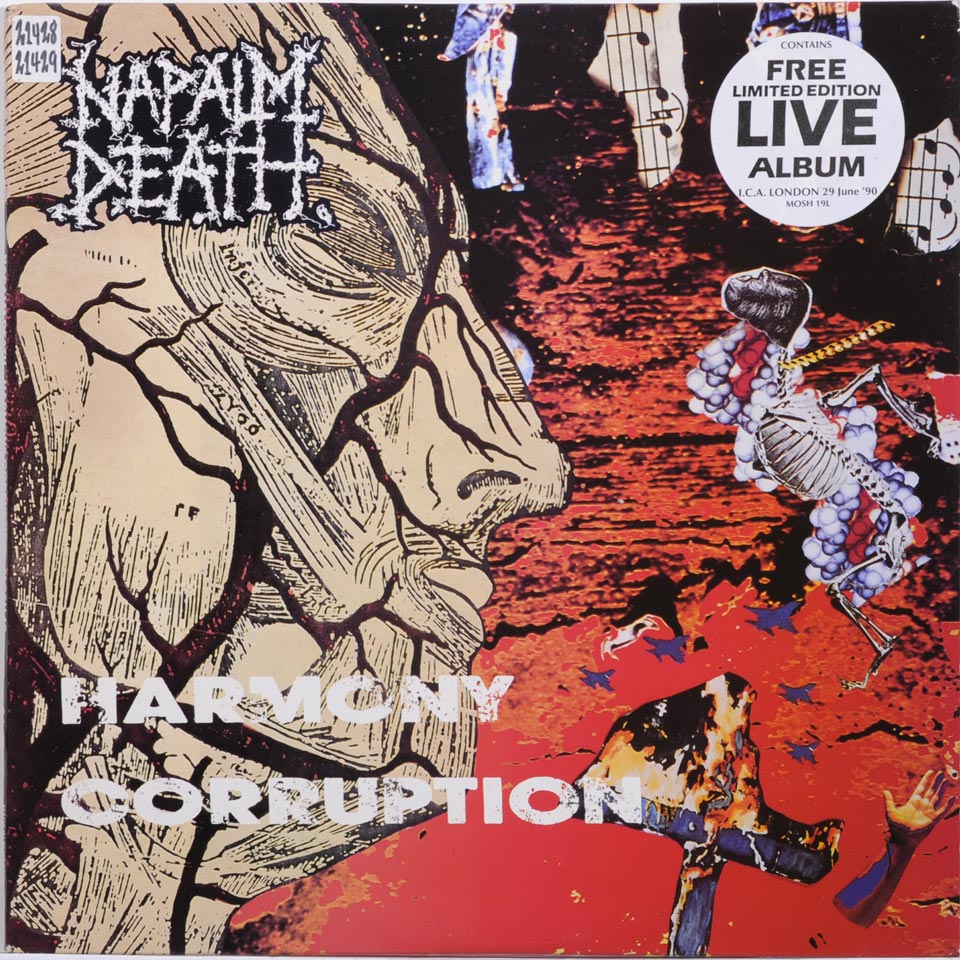 21428
21429
NAPALM
DEATH.
CONTAINS
FREE
LIMITED EDITION
LIVE
ALBUM
I.C.A. LONDON 29 June '90
MOSH 19L
HARMONY
CORRUPTION